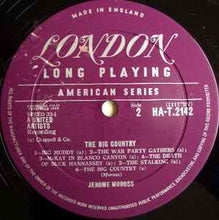 MADE IN ENGLAND
LONDON
LONG PLAYING
AMERICAN SERIES
A UNITED
ARTISTS
Recording
Side
2
HA-T.2142
(Chappell & Co.)
THE BIG COUNTRY
1-BIG MUDDY (a) 2-THE WAR PARTY GATHERS (a)
3-McKAY IN BLANCO CANYON (a) 4-THE DEATH
OF BUCK HANNASSEY (a) 5-THE STALKING (a)
6-THE BIG COUNTRY (a)
(Moross)
JEROME MOROSS